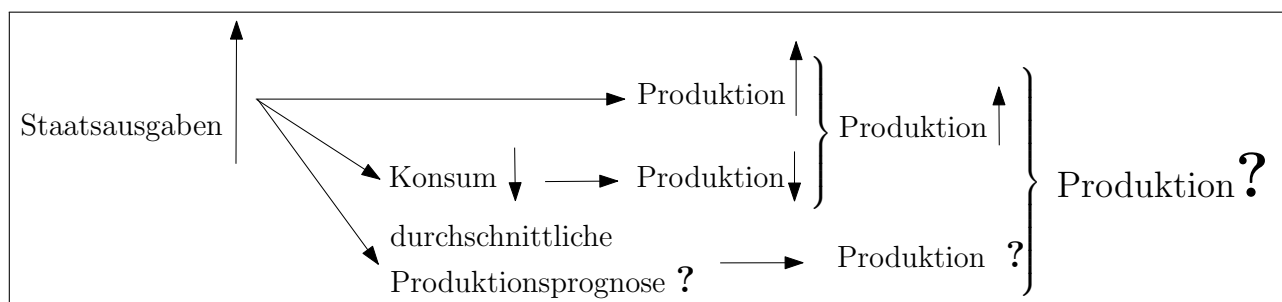 Staatsausgaben
Produktion
Konsum
Produktion
Produktion
durchschnittliche
Produktionsprognose ?
Produktion ?
Produktion ?